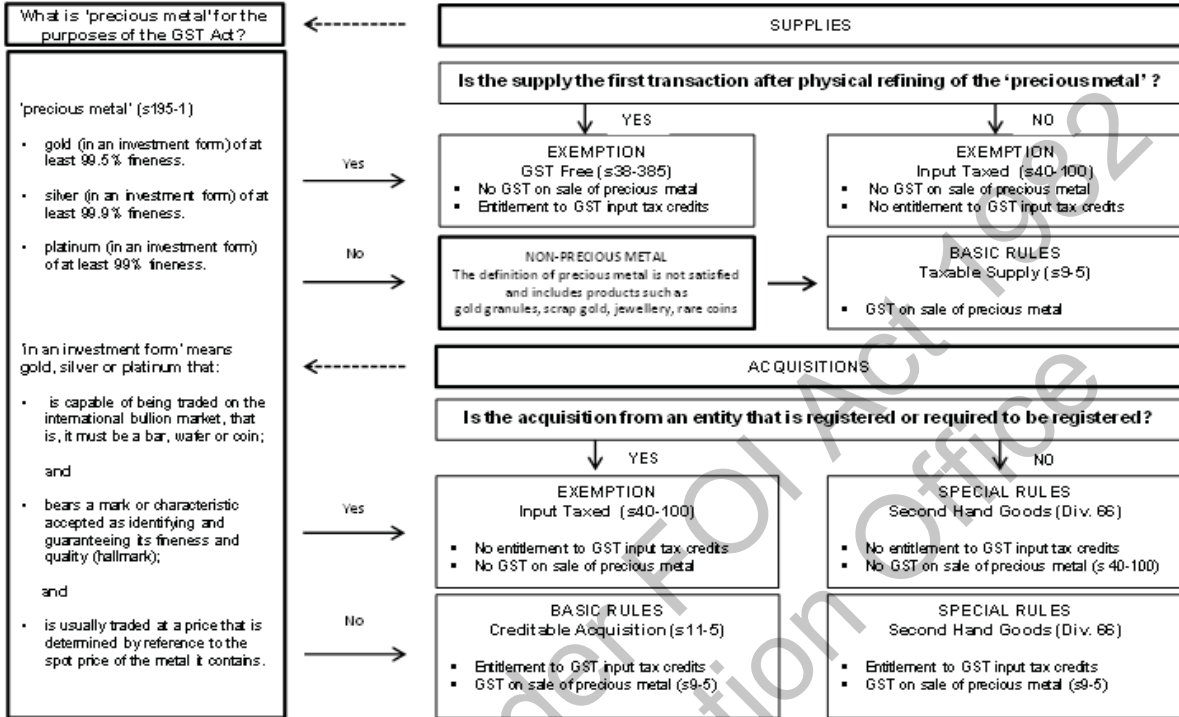 What is 'precious metal' for the
purposes of the GST Act?
'precious metal' (s195-1)
• gold (in an investment form) of at
least 99.5% fineness.
• silver (in an investment form) of at
least 99.9% fineness.
• platinum (in an investment form)
of at least 99% fineness.
'in an investment form' means
gold, silver or platinum that:
• is capable of being traded on the
international bullion market, that
is, it must be a bar, wafer or coin;
and
• bears a mark or characteristic
accepted as identifying and
guaranteeing its fineness and
quality (hallmark);
and
• is usually traded at a price that is
determined by reference to the
spot price of the metal it contains.
SUPPLIES
Is the supply the first transaction after physical refining of the 'precious metal' ?
YES
NO
Yes
EXEMPTION
GST Free (s38-385)
▪ No GST on sale of precious metal
▪ Entitlement to GST input tax credits
EXEMPTION
Input Taxed (s40-100)
▪ No GST on sale of precious metal
▪ No entitlement to GST input tax credits
No
NON-PRECIOUS METAL
The definition of precious metal is not satisfied
and includes products such as
gold granules, scrap gold, jewellery, rare coins
BASIC RULES
Taxable Supply (s9-5)
▪ GST on sale of precious metal
ACQUISITIONS
Is the acquisition from an entity that is registered or required to be registered?
YES
NO
Yes
EXEMPTION
Input Taxed (s40-100)
▪ No entitlement to GST input tax credits
▪ No GST on sale of precious metal
SPECIAL RULES
Second Hand Goods (Div. 66)
▪ No entitlement to GST input tax credits
▪ No GST on sale of precious metal (s 40-100)
No
BASIC RULES
Creditable Acquisition (s11-5)
▪ Entitlement to GST input tax credits
▪ GST on sale of precious metal (s9-5)
SPECIAL RULES
Second Hand Goods (Div. 66)
▪ Entitlement to GST input tax credits
▪ GST on sale of precious metal (s9-5)
der FOI Act 1982
tion Office